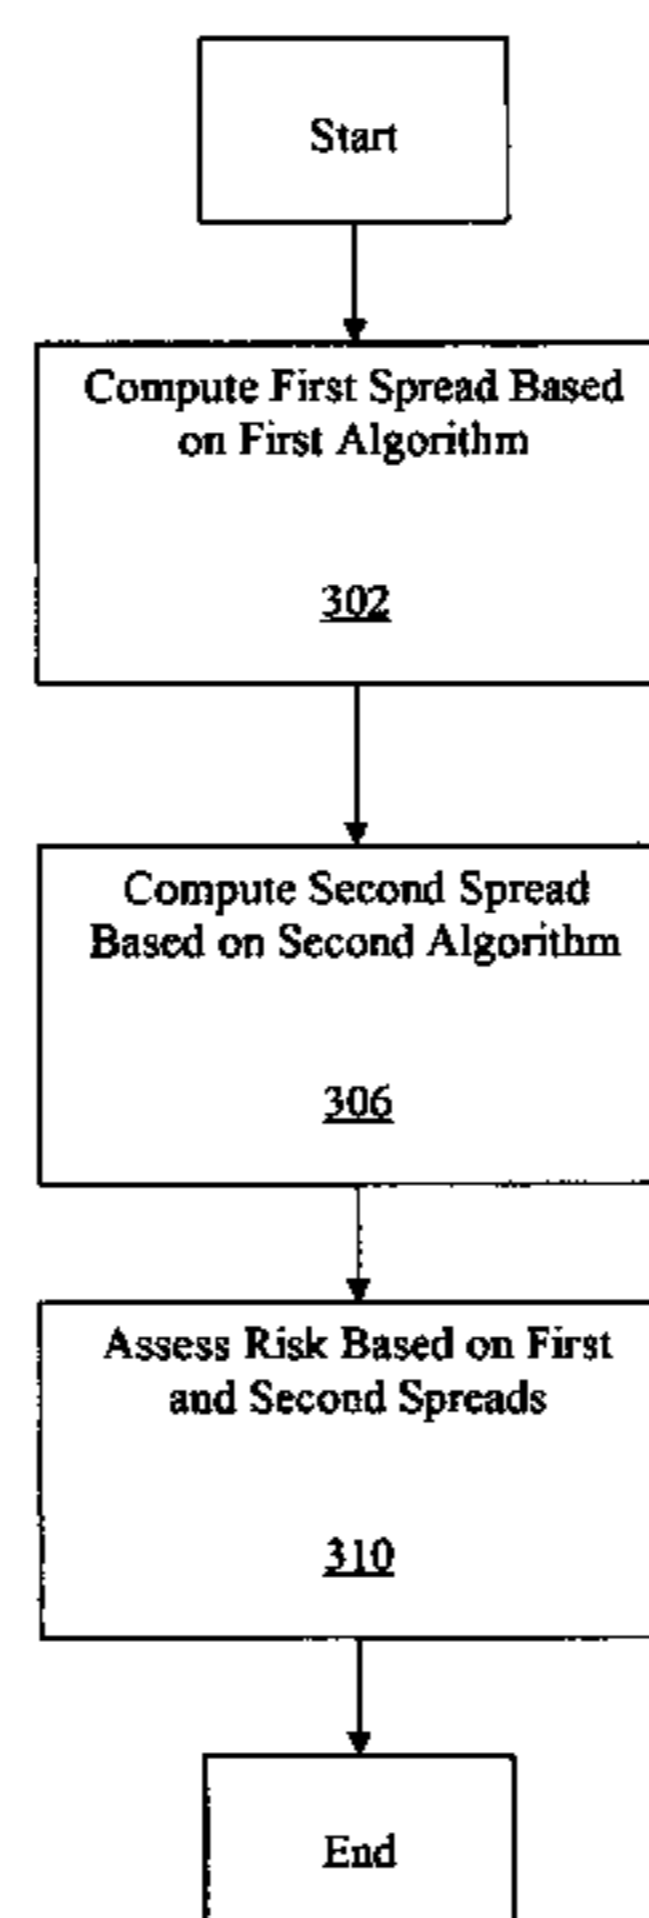 Start
Compute First Spread Based
on First Algorithm
302
Compute Second Spread
Based on Second Algorithm
306
Assess Risk Based on First
and Second Spreads
310
End